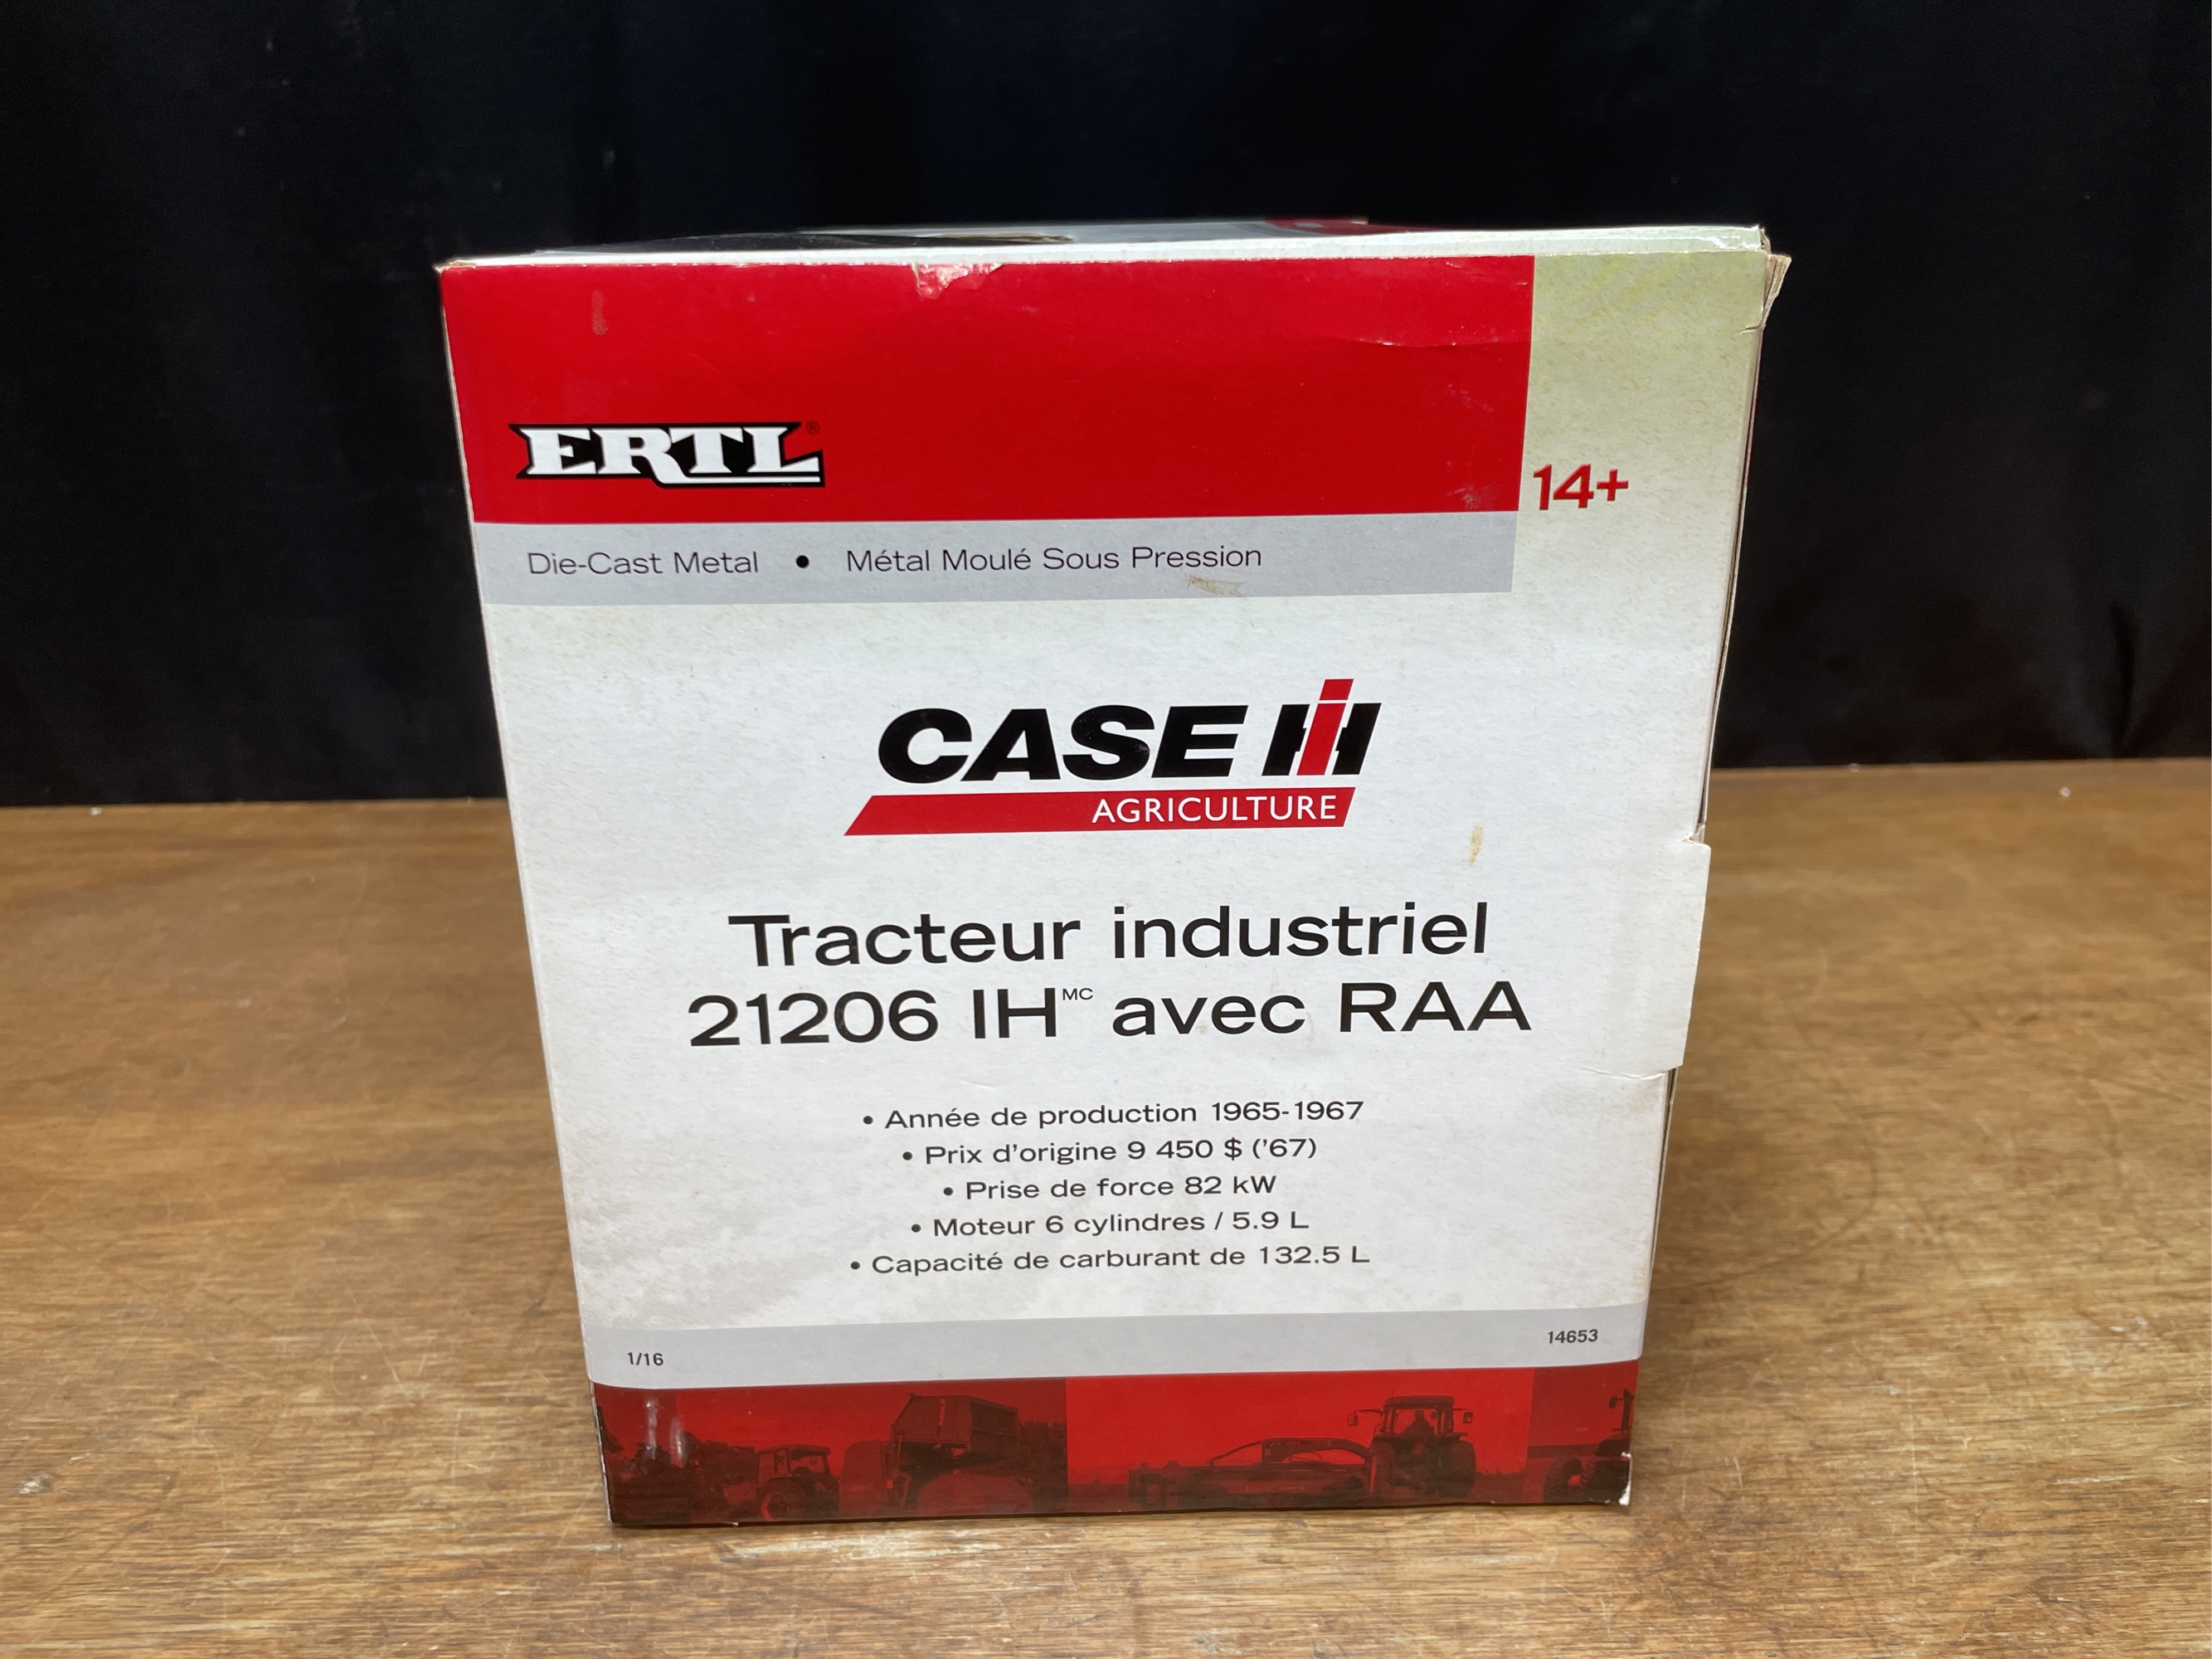 ERTL®
14+
Die-Cast Metal • Métal Moulé Sous Pression
CASE IH
AGRICULTURE
Tracteur industriel
21206 IH MC avec RAA
• Année de production 1965-1967
• Prix d'origine 9 450 $ ('67)
• Prise de force 82 kW
• Moteur 6 cylindres / 5.9 L
• Capacité de carburant de 132.5 L
1/16
14653